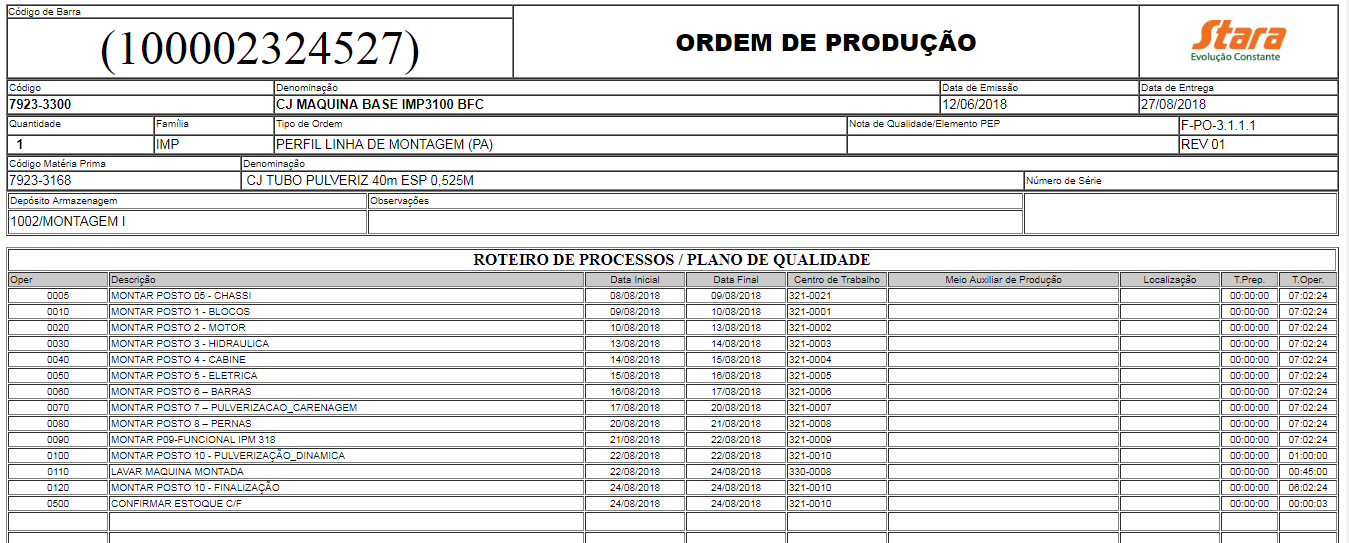 Código de Barra
(100002324527)
ORDEM DE PRODUÇÃO
Stara
Evolução Constante
Código Denominação Data de Emissão Data de Entrega
7923-3300 CJ MAQUINA BASE IMP3100 BFC 12/06/2018 27/08/2018
Quantidade Família Tipo de Ordem Nota de Qualidade/Elemento PEP F-PO-3.1.1.1
1 IMP PERFIL LINHA DE MONTAGEM (PA) REV 01
Código Matéria Prima Denominação
7923-3168 CJ TUBO PULVERIZ 40m ESP 0,525M Número de Série
Depósito Armazenagem Observações
1002/MONTAGEM I
ROTEIRO DE PROCESSOS / PLANO DE QUALIDADE
Oper Descrição Data Inicial Data Final Centro de Trabalho Meio Auxiliar de Produção Localização T.Prep. T.Oper.
0005 MONTAR POSTO 05 - CHASSI 08/08/2018 09/08/2018 321-0021 00:00:00 07:02:24
0010 MONTAR POSTO 1 - BLOCOS 09/08/2018 10/08/2018 321-0001 00:00:00 07:02:24
0020 MONTAR POSTO 2 - MOTOR 10/08/2018 13/08/2018 321-0002 00:00:00 07:02:24
0030 MONTAR POSTO 3 - HIDRAULICA 13/08/2018 14/08/2018 321-0003 00:00:00 07:02:24
0040 MONTAR POSTO 4 - CABINE 14/08/2018 15/08/2018 321-0004 00:00:00 07:02:24
0050 MONTAR POSTO 5 - ELETRICA 15/08/2018 16/08/2018 321-0005 00:00:00 07:02:24
0060 MONTAR POSTO 6 – BARRAS 16/08/2018 17/08/2018 321-0006 00:00:00 07:02:24
0070 MONTAR POSTO 7 – PULVERIZACAO_CARENAGEM 17/08/2018 20/08/2018 321-0007 00:00:00 07:02:24
0080 MONTAR POSTO 8 – PERNAS 20/08/2018 21/08/2018 321-0008 00:00:00 07:02:24
0090 MONTAR P09-FUNCIONAL IPM 318 21/08/2018 22/08/2018 321-0009 00:00:00 07:02:24
0100 MONTAR POSTO 10 - PULVERIZAÇÃO_DINAMICA 22/08/2018 22/08/2018 321-0010 00:00:00 01:00:00
0110 LAVAR MAQUINA MONTADA 22/08/2018 24/08/2018 330-0008 00:00:00 00:45:00
0120 MONTAR POSTO 10 - FINALIZAÇÃO 24/08/2018 24/08/2018 321-0010 00:00:00 06:02:24
0500 CONFIRMAR ESTOQUE C/F 24/08/2018 24/08/2018 321-0010 00:00:00 00:00:03